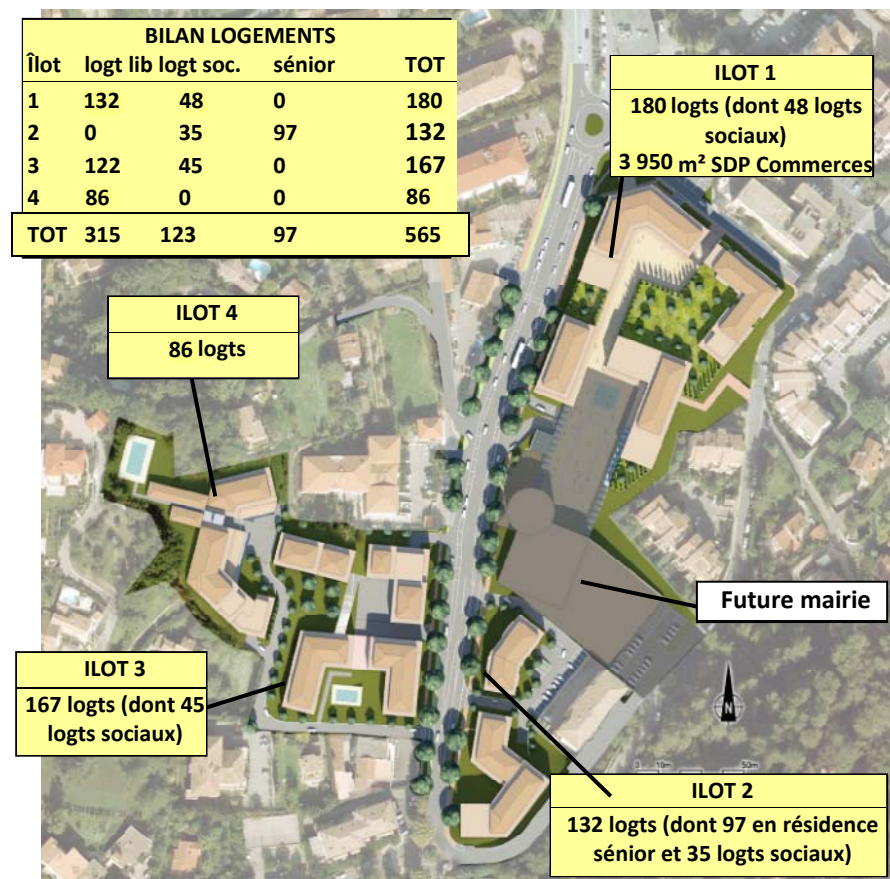 BILAN LOGEMENTS
Îlot logt lib logt soc. sénior TOT
1 132 48 0 180
2 0 35 97 132
3 122 45 0 167
4 86 0 0 86
TOT 315 123 97 565
ILOT 1
180 logts (dont 48 logts
sociaux)
3 950 m² SDP Commerces
ILOT 4
86 logts
Future mairie
ILOT 3
167 logts (dont 45
logts sociaux)
N
0 10m 50m
ILOT 2
132 logts (dont 97 en résidence
sénior et 35 logts sociaux)